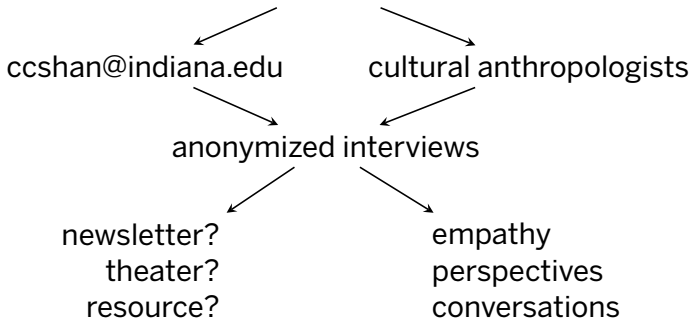 ccshan@indiana.edu
cultural anthropologists
anonymized interviews
newsletter?
theater?
resource?
empathy
perspectives
conversations